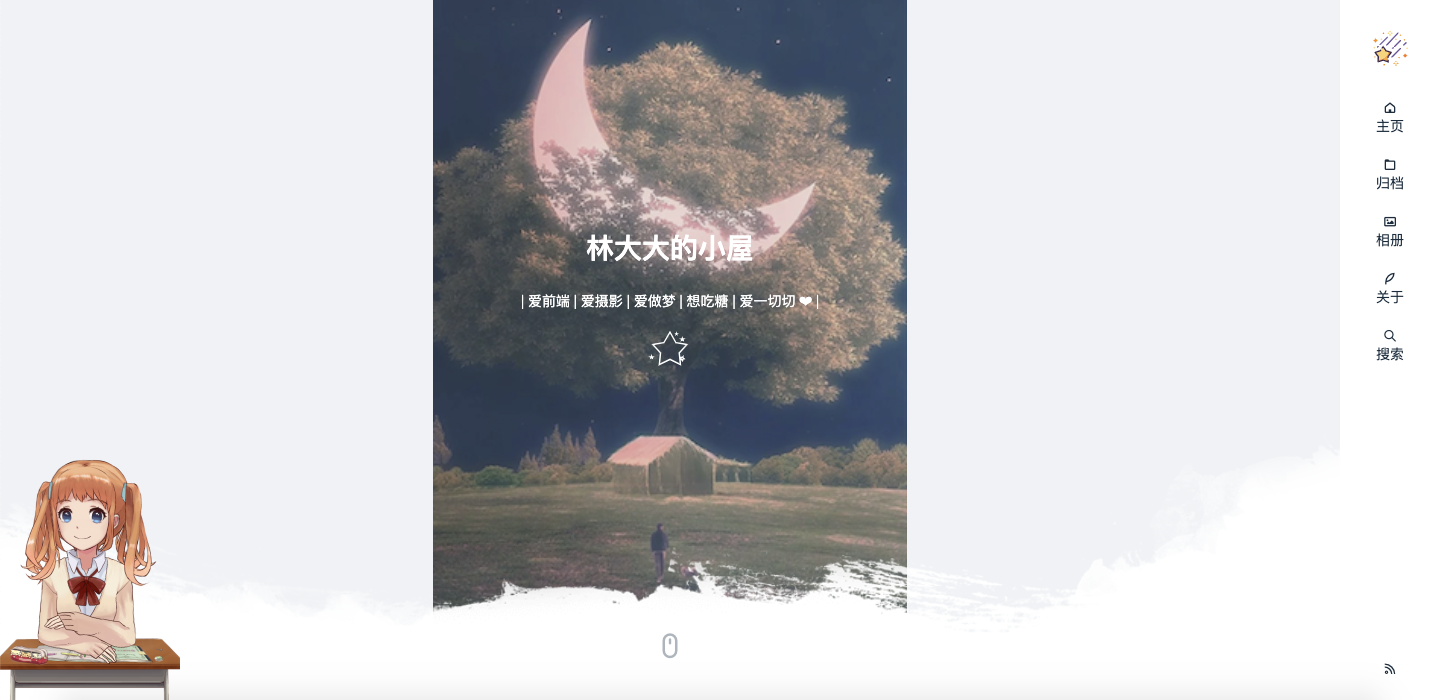 林大大的小屋
| 爱前端 | 爱摄影 | 爱做梦 | 想吃糖 | 爱一切切 ❤ |
主页
归档
相册
关于
搜索